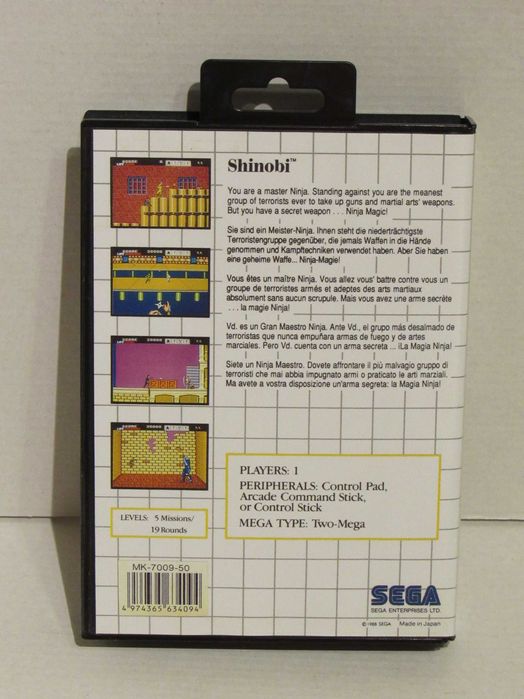 Shinobi™
You are a master Ninja. Standing against you are the meanest
group of terrorists ever to take up guns and martial arts' weapons.
But you have a secret weapon . . . Ninja Magic!
Sie sind ein Meister-Ninja. Ihnen steht die niederträchtigste
Terroristengruppe gegenüber, die jemals Waffen in die Hände
genommen und Kampftechniken verwendet haben. Aber Sie haben
eine geheime Waffe... Ninja-Magie!
Vous êtes un maître Ninja. Vous allez vous' battre contre vous un
groupe de terroristes armés et adeptes des arts martiaux
absolument sans aucun scrupule. Mais vous avez une arme secrète
. . . la magie Ninja!
Vd. es un Gran Maestro Ninja. Ante Vd., el grupo más desalmado de
terroristas que nunca empuñara armas de fuego y de artes
marciales. Pero Vd. cuenta con un arma secreta ... ¡La Magia Ninja!
Siete un Ninja Maestro. Dovete affrontare il più malvagio gruppo di
terroristi che mai abbia impugnato armi o praticato le arti marziali.
Ma avete a vostra disposizione un'arma segreta: la Magia Ninja!
PLAYERS: 1
PERIPHERALS: Control Pad,
Arcade Command Stick,
or Control Stick
MEGA TYPE: Two-Mega
LEVELS: 5 Missions/
19 Rounds
MK-7009-50
4 974365 634094
SEGA
SEGA ENTERPRISES LTD.
© 1988 SEGA Made in Japan